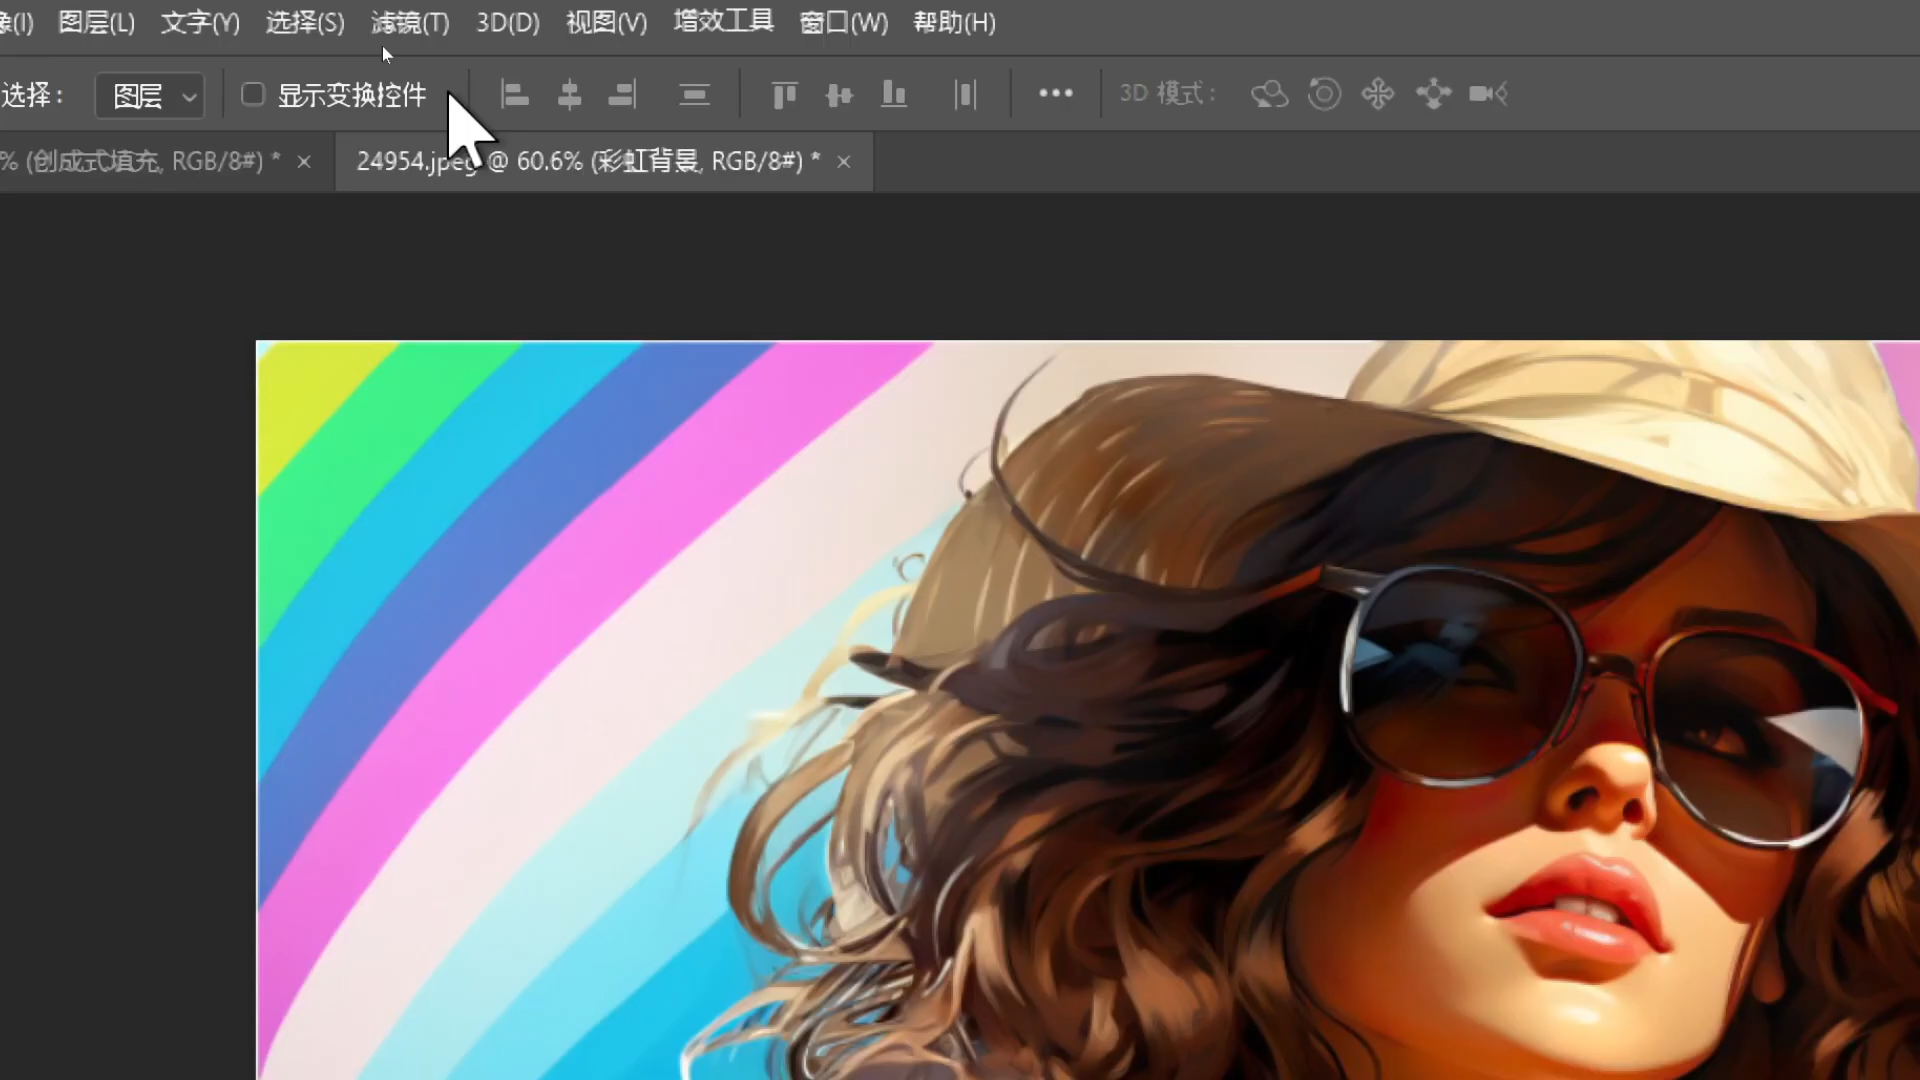 像(I) 图层(L) 文字(Y) 选择(S) 滤镜(T) 3D(D) 视图(V) 增效工具 窗口(W) 帮助(H)
选择： 图层 显示变换控件 3D 模式：
% (创成式填充, RGB/8#) * × 24954.jpeg @ 60.6% (彩虹背景, RGB/8#) * ×